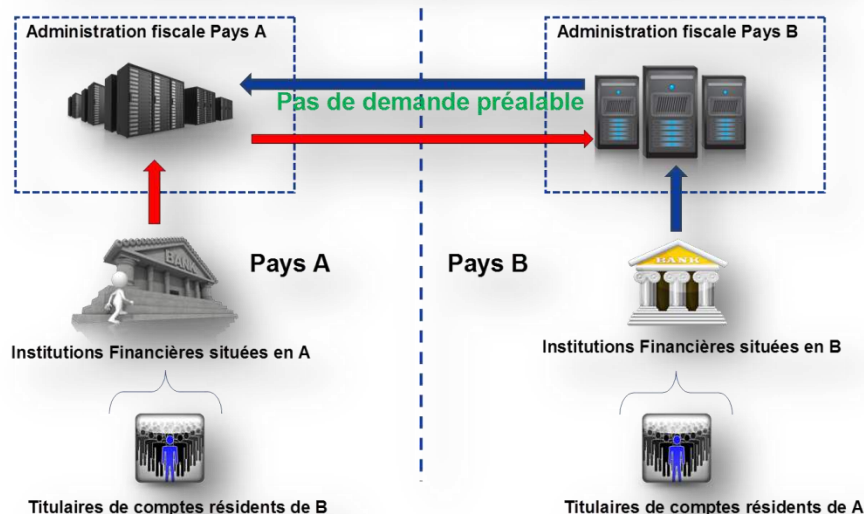 Administration fiscale Pays A
Administration fiscale Pays B
Pas de demande préalable
BANK
Pays A
Pays B
BANK
Institutions Financières situées en A
Institutions Financières situées en B
Titulaires de comptes résidents de B
Titulaires de comptes résidents de A